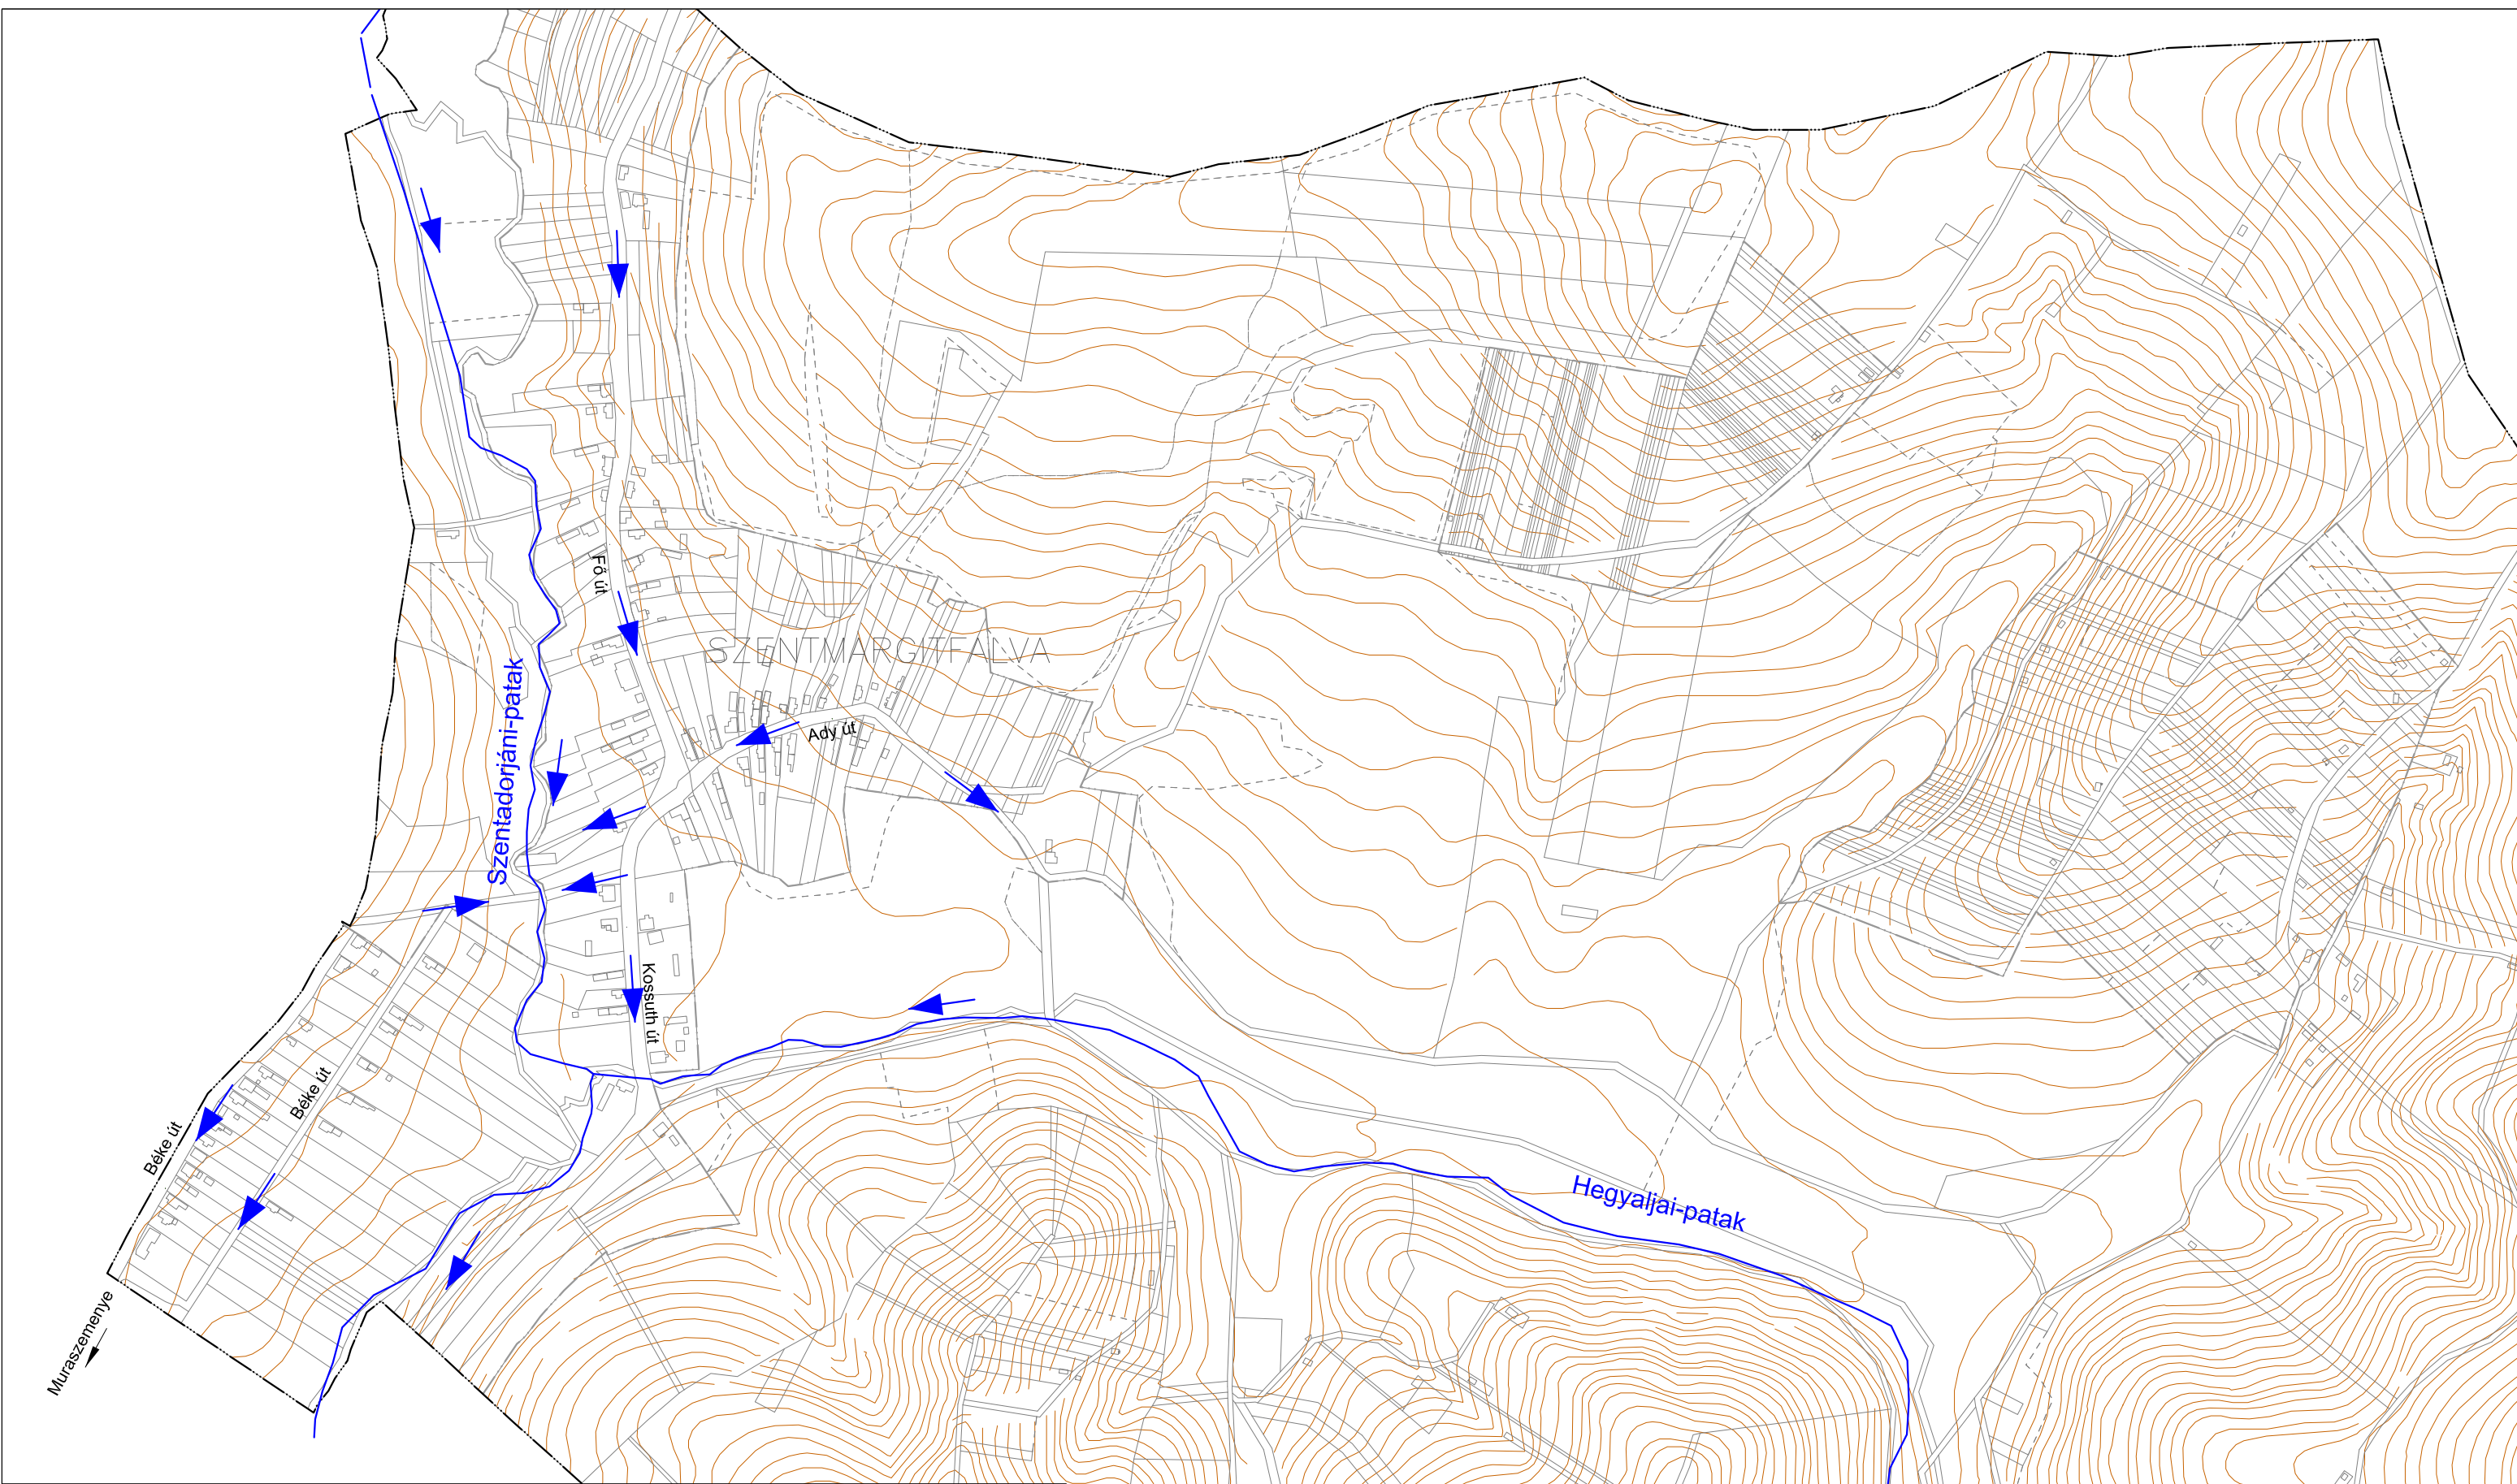 Fő út
SZENTMARGITFALVA
Szentadorjáni-patak
Ady út
Kossuth út
Béke út
Béke út
Hegyaljai-patak
Muraszemenye